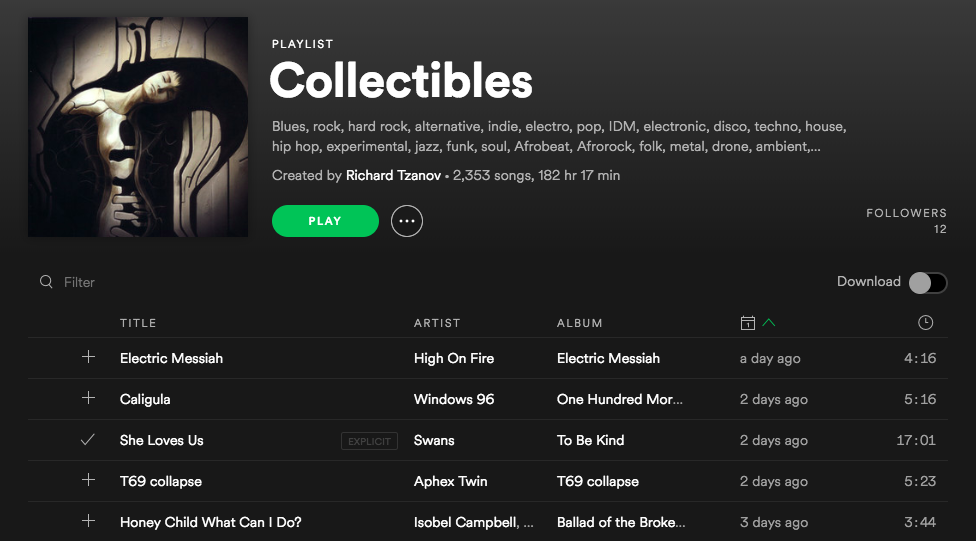 PLAYLIST
Collectibles
Blues, rock, hard rock, alternative, indie, electro, pop, IDM, electronic, disco, techno, house,
hip hop, experimental, jazz, funk, soul, Afrobeat, Afrorock, folk, metal, drone, ambient,...
Created by Richard Tzanov • 2,353 songs, 182 hr 17 min
PLAY
FOLLOWERS
12
Filter
Download
TITLE ARTIST ALBUM
Electric Messiah High On Fire Electric Messiah a day ago 4:16
Caligula Windows 96 One Hundred Mor... 2 days ago 5:16
She Loves Us EXPLICIT Swans To Be Kind 2 days ago 17:01
T69 collapse Aphex Twin T69 collapse 2 days ago 5:23
Honey Child What Can I Do? Isobel Campbell, ... Ballad of the Broke... 3 days ago 3:44